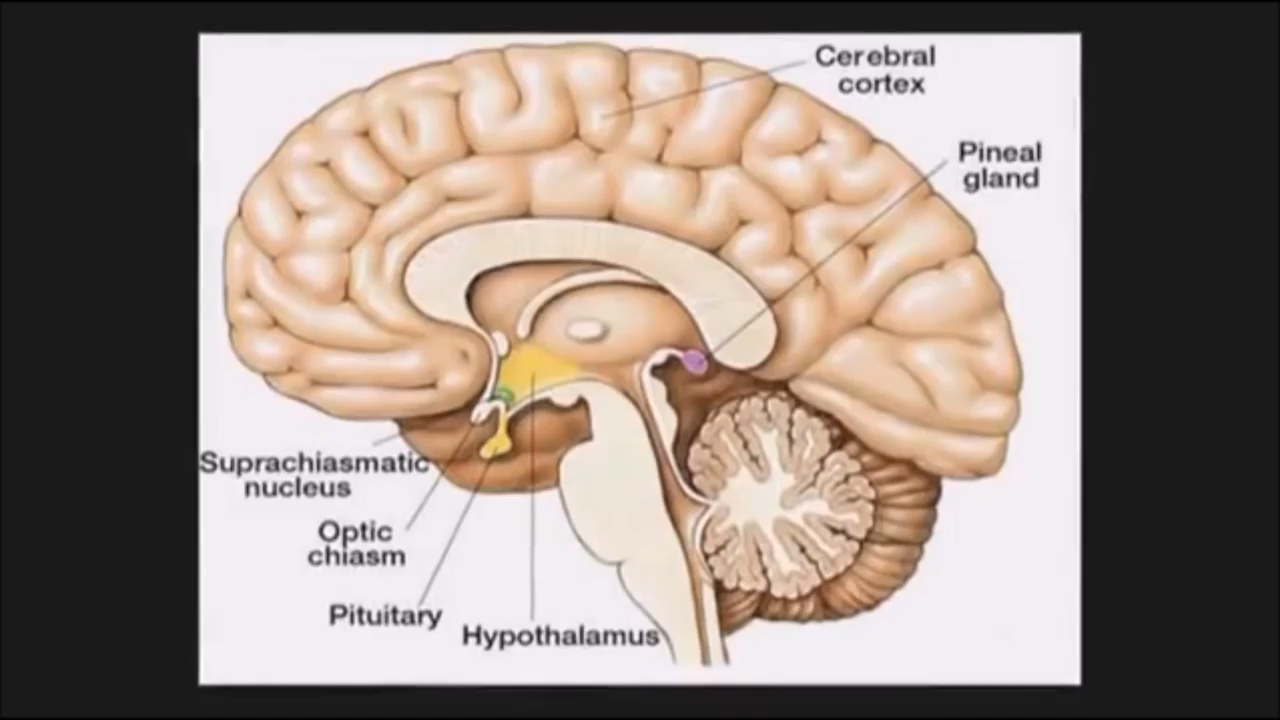 Cerebral
cortex
Pineal
gland
Suprachiasmatic
nucleus
Optic
chiasm
Pituitary
Hypothalamus